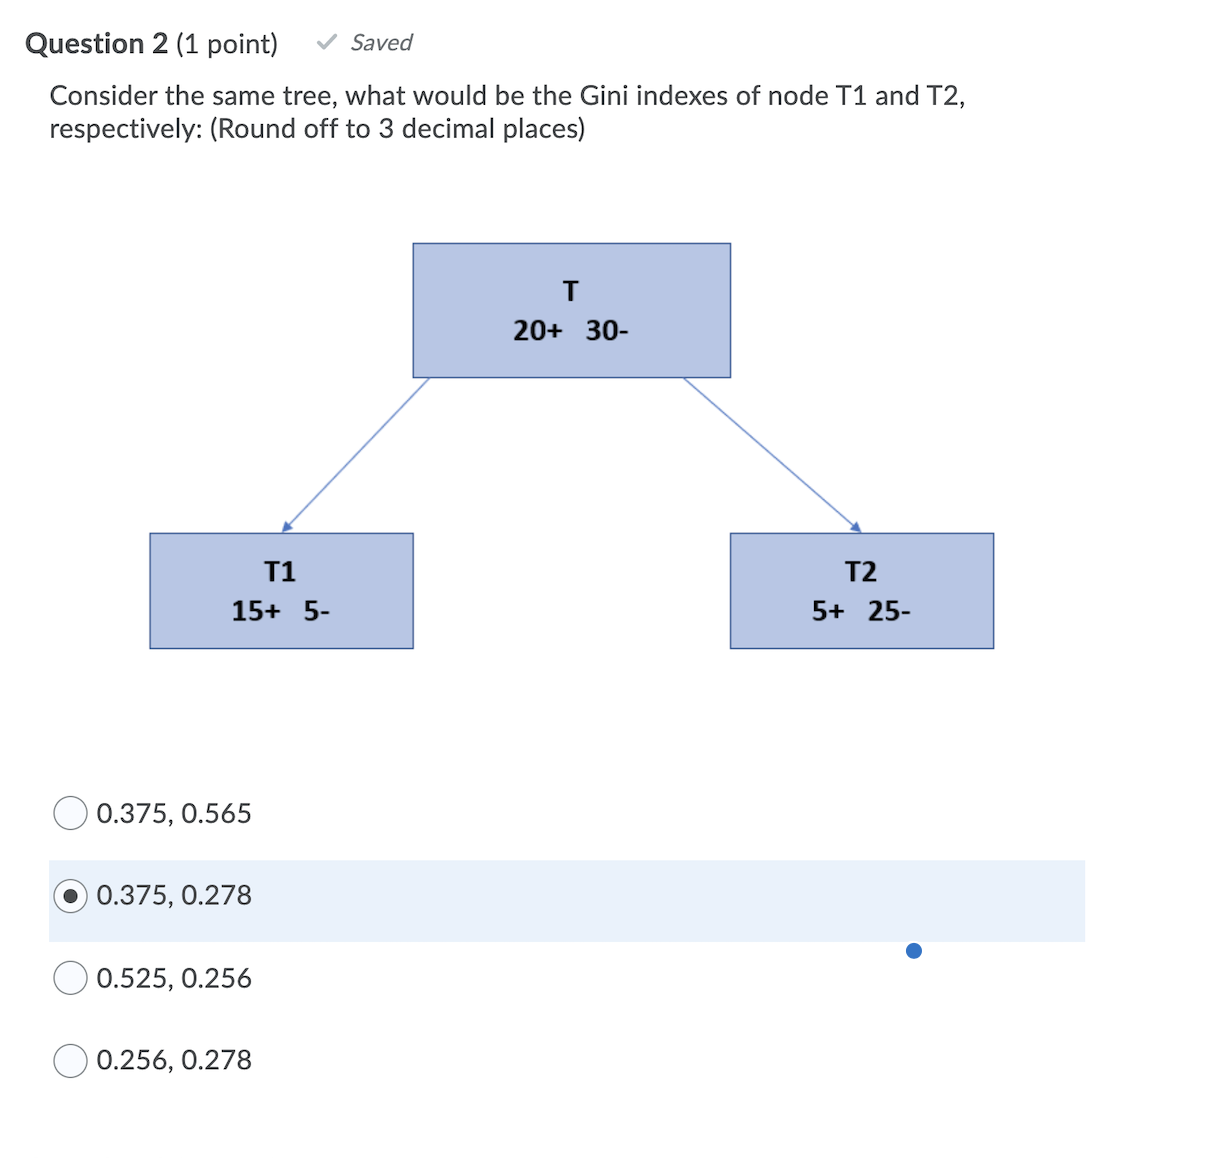 Question 2 (1 point) Saved
Consider the same tree, what would be the Gini indexes of node T1 and T2,
respectively: (Round off to 3 decimal places)
T
20+ 30-
T1
15+ 5-
T2
5+ 25-
0.375, 0.565
0.375, 0.278
0.525, 0.256
0.256, 0.278